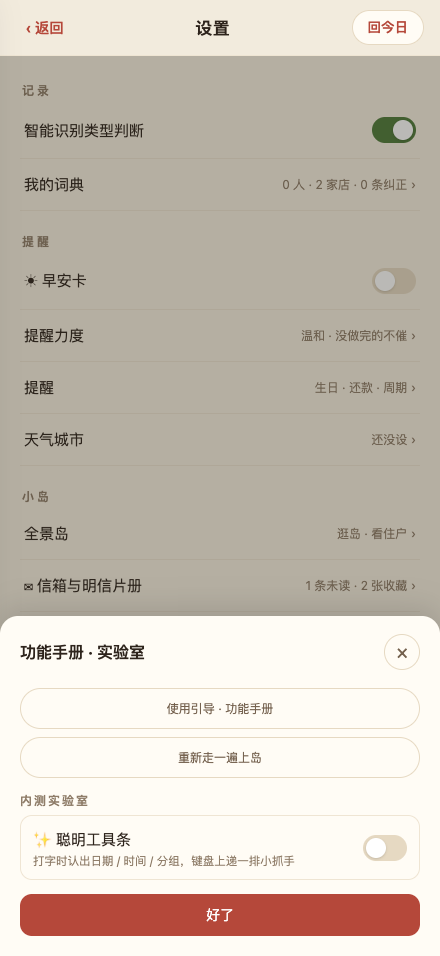 ‹ 返回
设置
回今日
记录
智能识别类型判断
我的词典
0 人 · 2 家店 · 0 条纠正 ›
提醒
☀ 早安卡
提醒力度
温和 · 没做完的不催 ›
提醒
生日 · 还款 · 周期 ›
天气城市
还没设 ›
小岛
全景岛
逛岛 · 看住户 ›
✉ 信箱与明信片册
1 条未读 · 2 张收藏 ›
功能手册 · 实验室
×
使用引导 · 功能手册
重新走一遍上岛
内测实验室
✨ 聪明工具条
打字时认出日期 / 时间 / 分组，键盘上递一排小抓手
好了